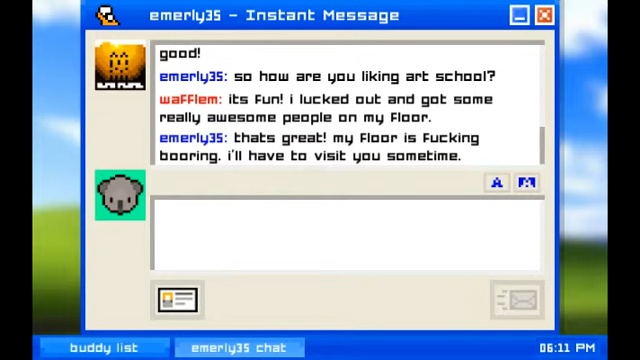 emerly35 – Instant Message
good!
emerly35: so how are you liking art school?
wafflem: its fun! i lucked out and got some
really awesome people on my floor.
emerly35: thats great! my floor is fucking
booring. i'll have to visit you sometime.
A A
buddy list
emerly35 chat
06:11 PM